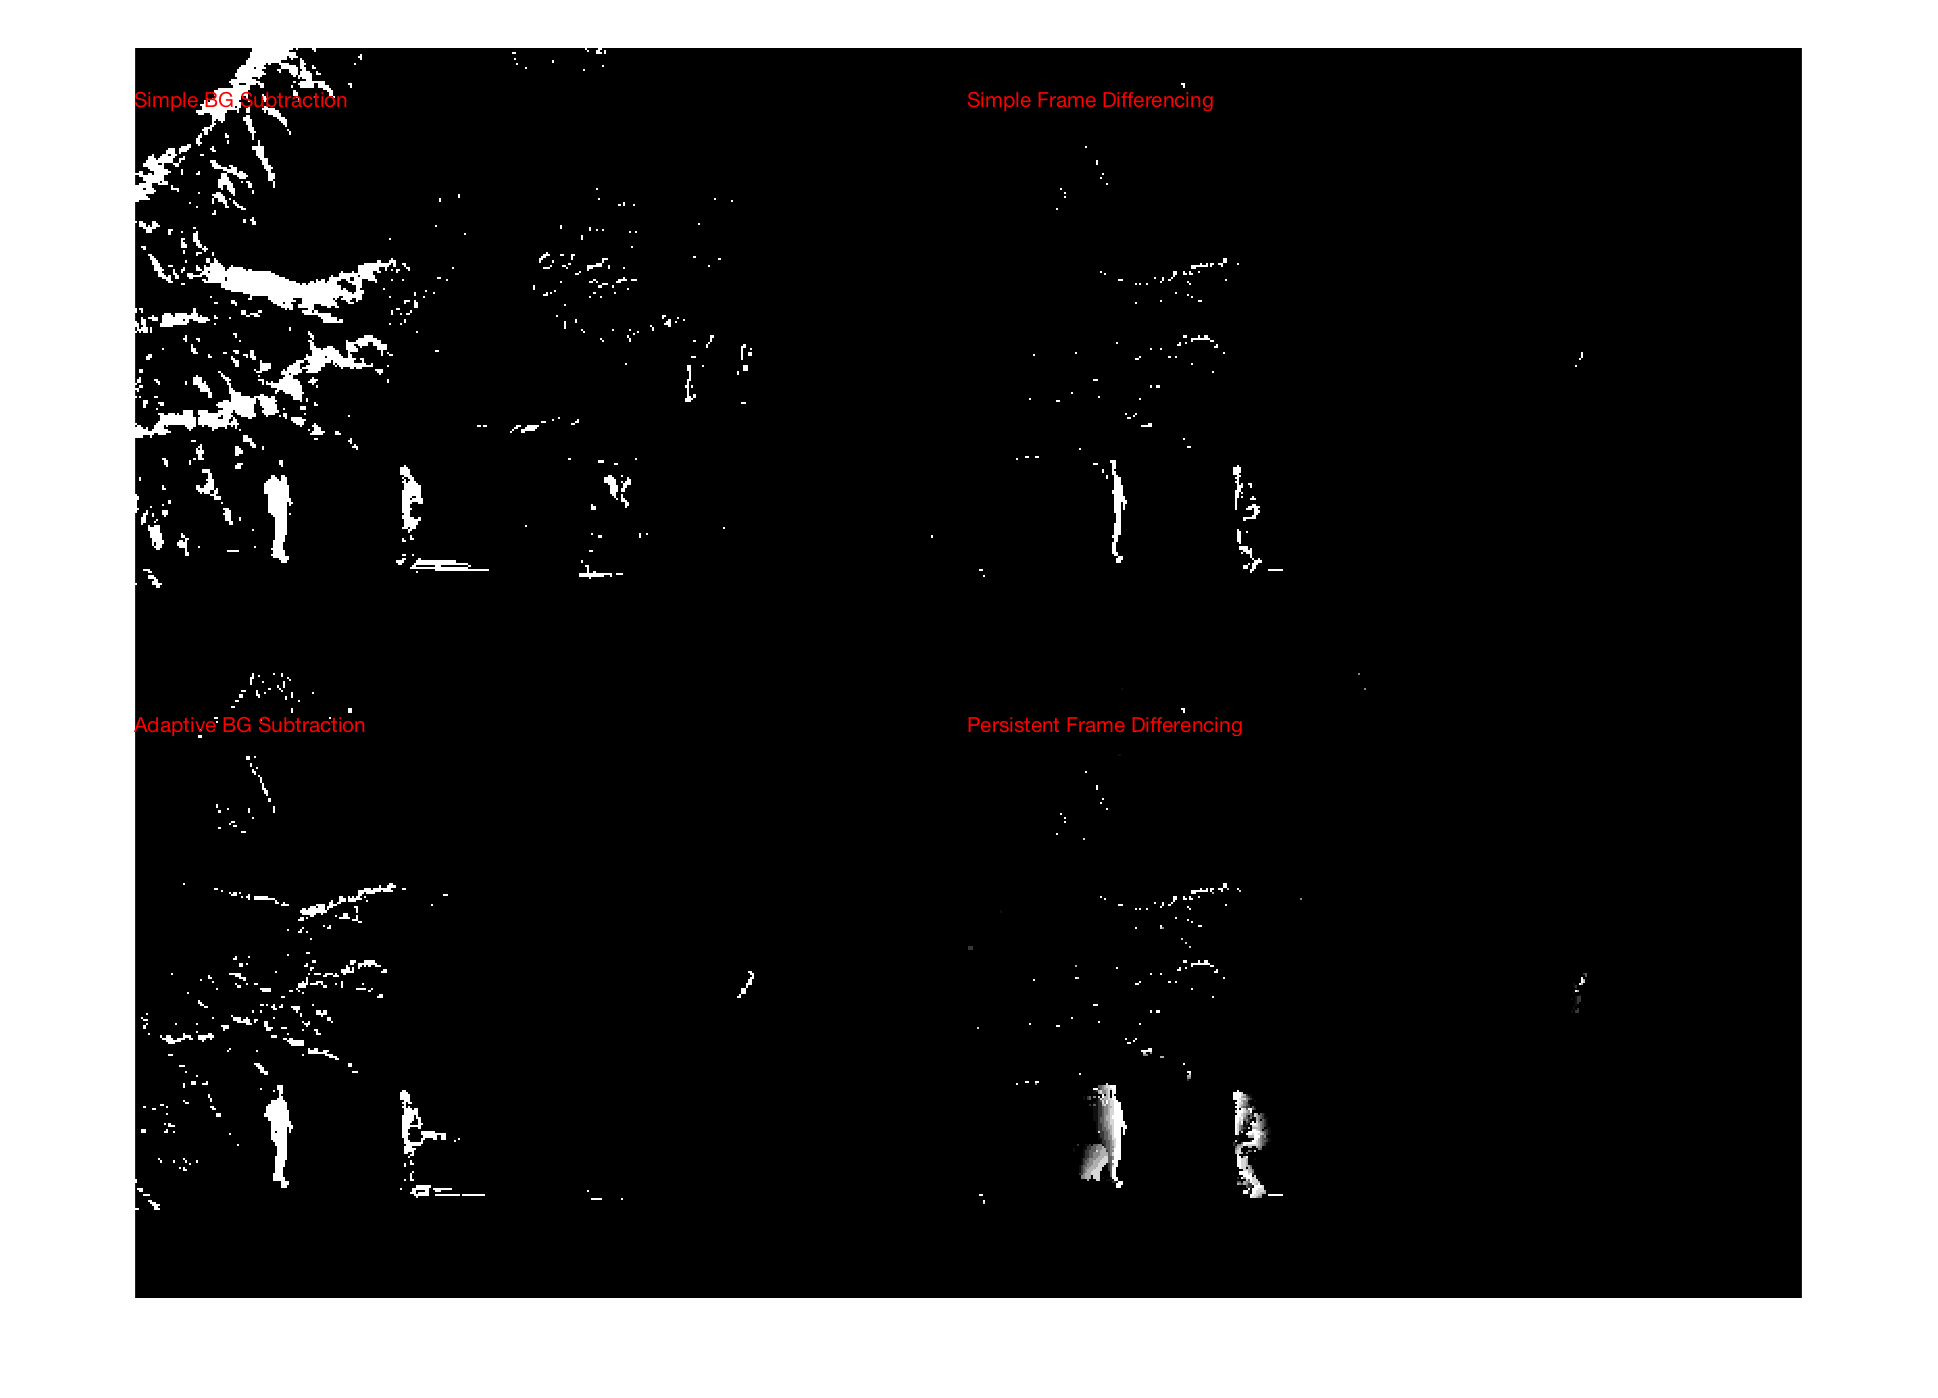 Simple BG Subtraction
Simple Frame Differencing
Adaptive BG Subtraction
Persistent Frame Differencing